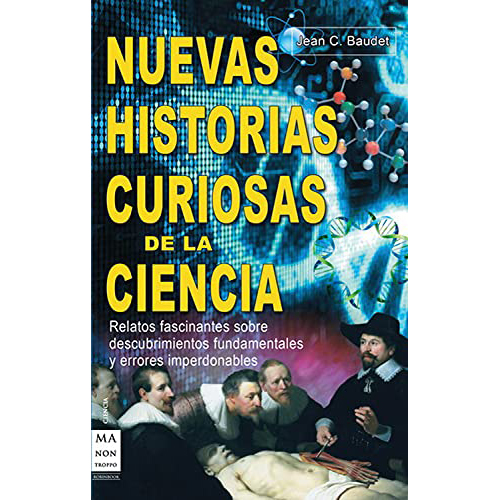 Jean C. Baudet
NUEVAS
HISTORIAS
CURIOSAS
DE LA
CIENCIA
Relatos fascinantes sobre
descubrimientos fundamentales
y errores imperdonables
CIENCIA
MA
NON
TROPPO
ROBINBOOK